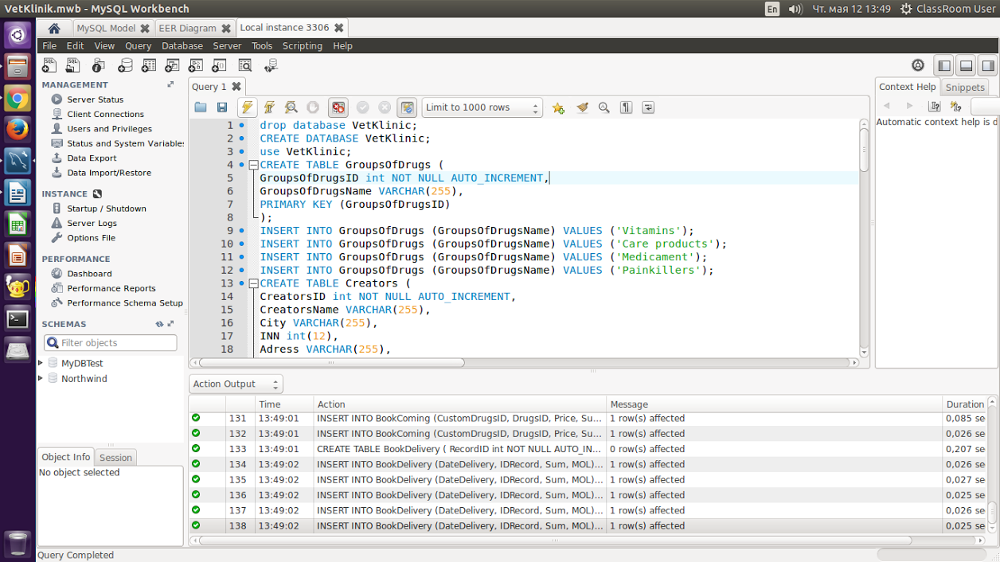 VetKlinik.mwb - MySQL Workbench
En
Чт. мая 12 13:49
ClassRoom User
MySQL Model
EER Diagram
Local instance 3306
File Edit View Query Database Server Tools Scripting Help
MANAGEMENT
Server Status
Client Connections
Users and Privileges
Status and System Variables
Data Export
Data Import/Restore
INSTANCE
Startup / Shutdown
Server Logs
Options File
PERFORMANCE
Dashboard
Performance Reports
Performance Schema Setup
SCHEMAS
Filter objects
MyDBTest
Northwind
Object Info
Session
No object selected
Query 1
Limit to 1000 rows
1 drop database VetKlinic;
2 CREATE DATABASE VetKlinic;
3 use VetKlinic;
4 CREATE TABLE GroupsOfDrugs (
5 GroupsOfDrugsID int NOT NULL AUTO_INCREMENT,
6 GroupsOfDrugsName VARCHAR(255),
7 PRIMARY KEY (GroupsOfDrugsID)
8 );
9 INSERT INTO GroupsOfDrugs (GroupsOfDrugsName) VALUES ('Vitamins');
10 INSERT INTO GroupsOfDrugs (GroupsOfDrugsName) VALUES ('Care products');
11 INSERT INTO GroupsOfDrugs (GroupsOfDrugsName) VALUES ('Medicament');
12 INSERT INTO GroupsOfDrugs (GroupsOfDrugsName) VALUES ('Painkillers');
13 CREATE TABLE Creators (
14 CreatorsID int NOT NULL AUTO_INCREMENT,
15 CreatorsName VARCHAR(255),
16 City VARCHAR(255),
17 INN int(12),
18 Adress VARCHAR(255),
Context Help
Snippets
Automatic context help is d
Action Output
Time Action Message Duration
131 13:49:01 INSERT INTO BookComing (CustomDrugsID, DrugsID, Price, Su... 1 row(s) affected 0,085 se
132 13:49:01 INSERT INTO BookComing (CustomDrugsID, DrugsID, Price, Su... 1 row(s) affected 0,026 se
133 13:49:01 CREATE TABLE BookDelivery ( RecordID int NOT NULL AUTO_IN... 0 row(s) affected 0,207 se
134 13:49:02 INSERT INTO BookDelivery (DateDelivery, IDRecord, Sum, MOL)... 1 row(s) affected 0,026 se
135 13:49:02 INSERT INTO BookDelivery (DateDelivery, IDRecord, Sum, MOL)... 1 row(s) affected 0,027 se
136 13:49:02 INSERT INTO BookDelivery (DateDelivery, IDRecord, Sum, MOL)... 1 row(s) affected 0,025 se
137 13:49:02 INSERT INTO BookDelivery (DateDelivery, IDRecord, Sum, MOL)... 1 row(s) affected 0,026 se
138 13:49:02 INSERT INTO BookDelivery (DateDelivery, IDRecord, Sum, MOL)... 1 row(s) affected 0,025 se
Query Completed